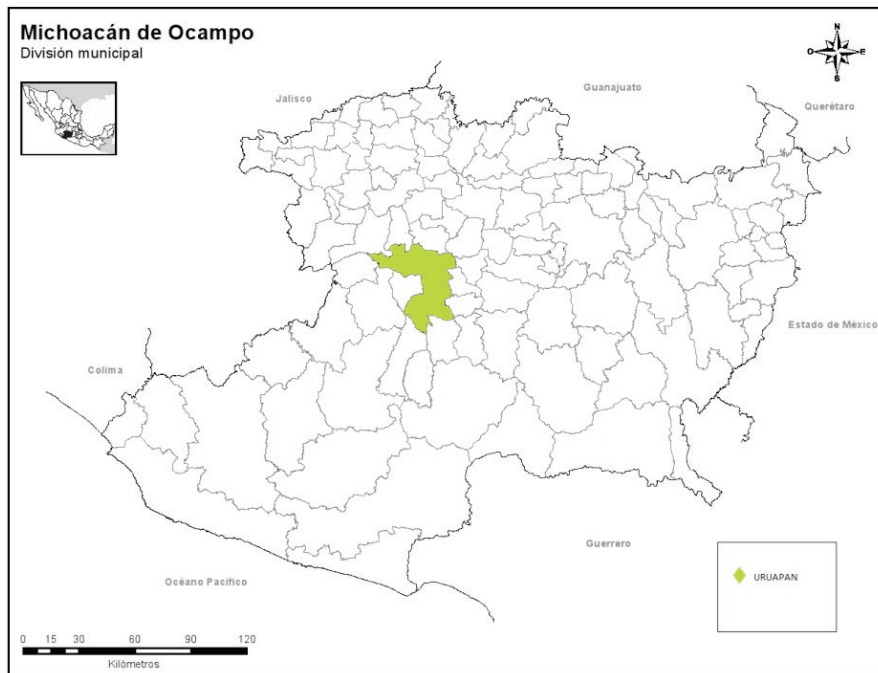 Michoacán de Ocampo
División municipal
N
O E
S
Jalisco
Guanajuato
Querétaro
Estado de México
Colima
Guerrero
Océano Pacífico
URUAPAN
0 15 30 60 90 120
Kilómetros